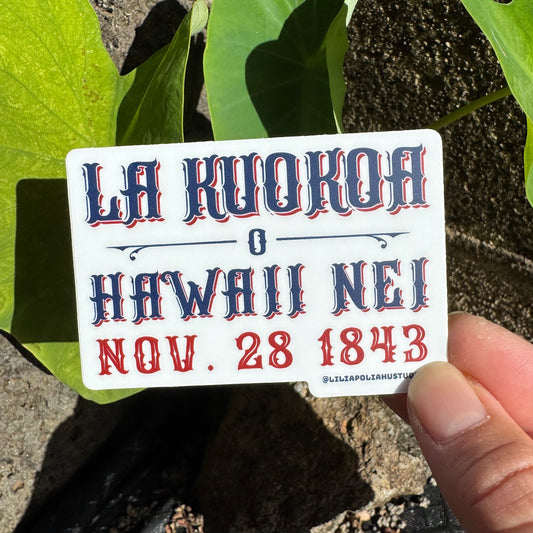 LA KUOKOA
O
HAWAII NEI
NOV. 28 1843